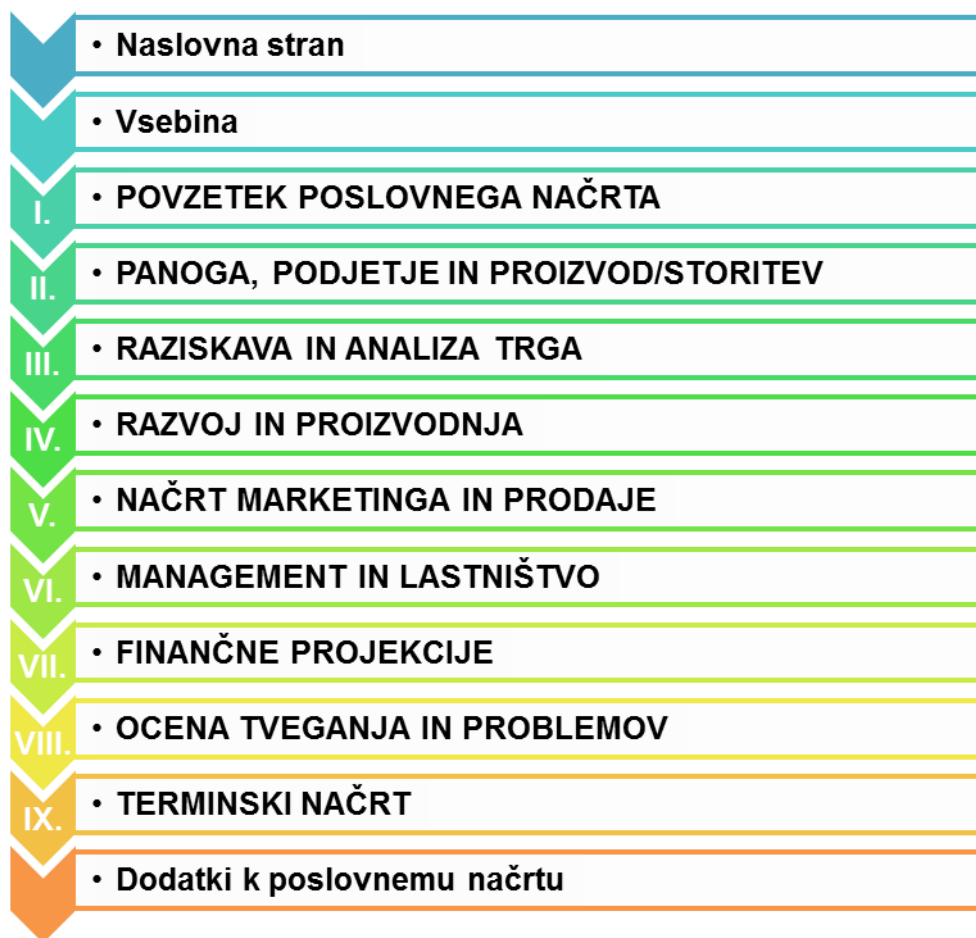 • Naslovna stran
• Vsebina
I. • POVZETEK POSLOVNEGA NAČRTA
II. • PANOGA, PODJETJE IN PROIZVOD/STORITEV
III. • RAZISKAVA IN ANALIZA TRGA
IV. • RAZVOJ IN PROIZVODNJA
V. • NAČRT MARKETINGA IN PRODAJE
VI. • MANAGEMENT IN LASTNIŠTVO
VII. • FINANČNE PROJEKCIJE
VIII. • OCENA TVEGANJA IN PROBLEMOV
IX. • TERMINSKI NAČRT
• Dodatki k poslovnemu načrtu